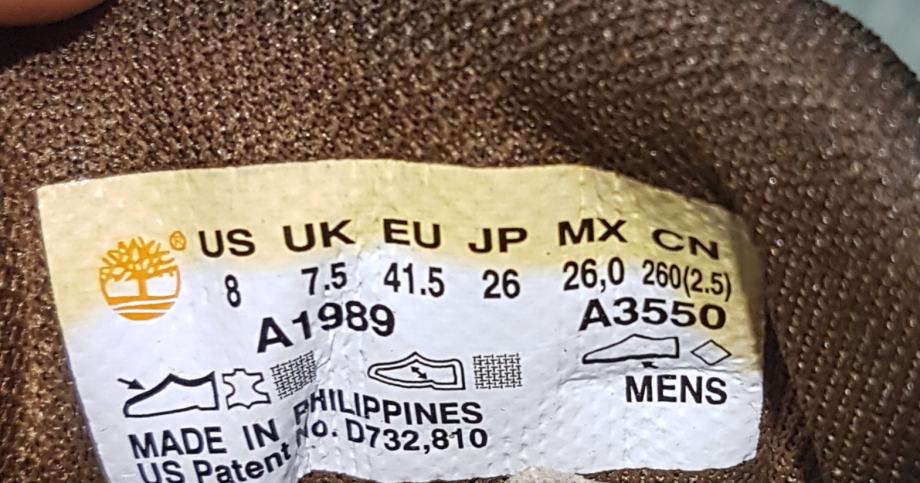 ® US UK EU JP MX CN
8 7.5 41.5 26 26,0 260(2.5)
A1989 A3550
MENS
MADE IN PHILIPPINES
US Patent No. D732,810